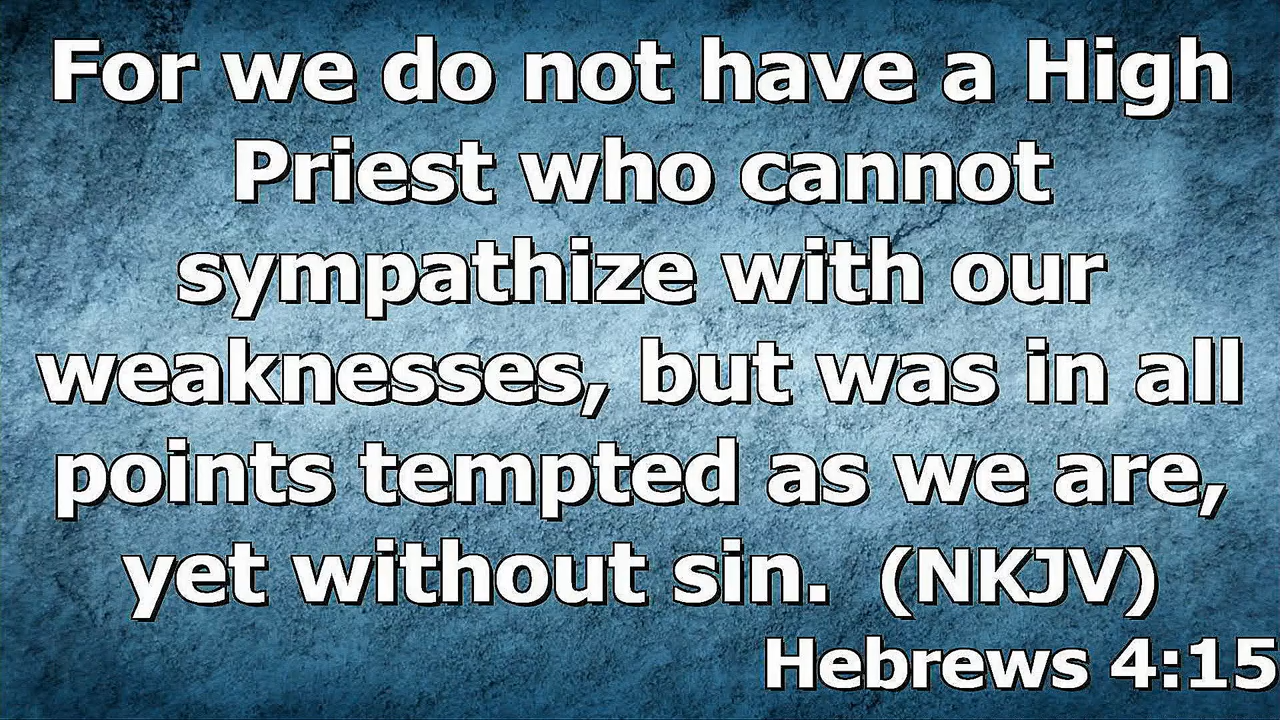 For we do not have a High
Priest who cannot
sympathize with our
weaknesses, but was in all
points tempted as we are,
yet without sin. (NKJV)
Hebrews 4:15